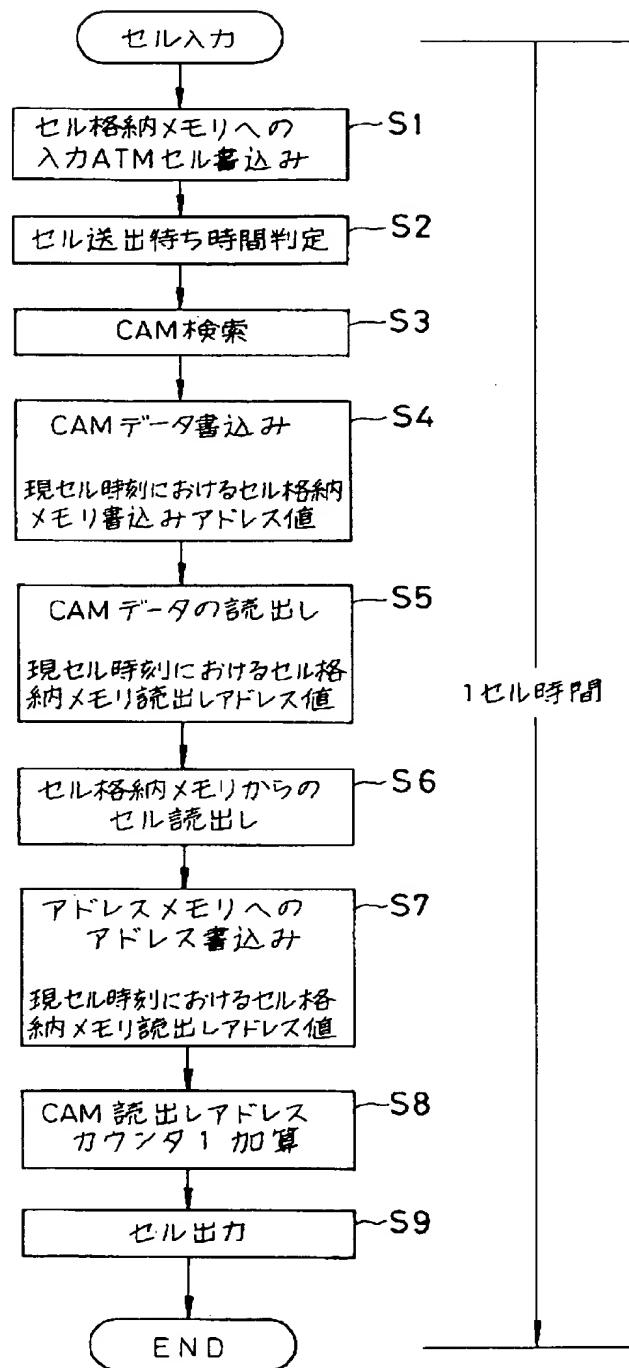 セル入力
セル格納メモリへの
入力ATMセル書込み
S1
セル送出待ち時間判定
S2
CAM検索
S3
CAMデータ書込み
現セル時刻におけるセル格納
メモリ書込みアドレス値
S4
CAMデータの読出し
現セル時刻におけるセル格
納メモリ読出しアドレス値
S5
セル格納メモリからの
セル読出し
S6
アドレスメモリへの
アドレス書込み
現セル時刻におけるセル格
納メモリ読出しアドレス値
S7
CAM読出しアドレス
カウンタ1加算
S8
セル出力
S9
END
1セル時間